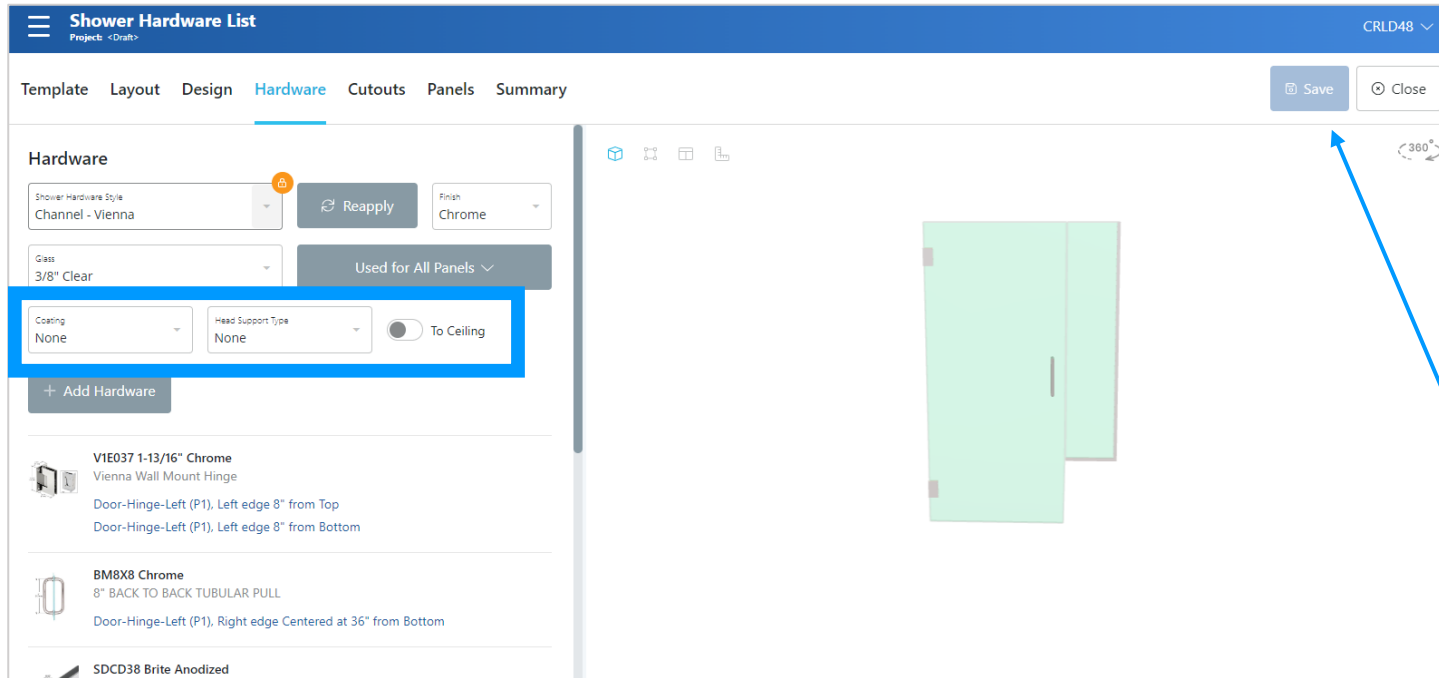 Shower Hardware List
Project: <Draft>
CRLD48
Template Layout Design Hardware Cutouts Panels Summary
Save
Close
Hardware
360°
Shower Hardware Style
Channel - Vienna
Reapply
Finish
Chrome
Glass
3/8" Clear
Used for All Panels
Coating
None
Head Support Type
None
To Ceiling
+ Add Hardware
V1E037 1-13/16" Chrome
Vienna Wall Mount Hinge
Door-Hinge-Left (P1), Left edge 8" from Top
Door-Hinge-Left (P1), Left edge 8" from Bottom
BM8X8 Chrome
8" BACK TO BACK TUBULAR PULL
Door-Hinge-Left (P1), Right edge Centered at 36" from Bottom
SDCD38 Brite Anodized